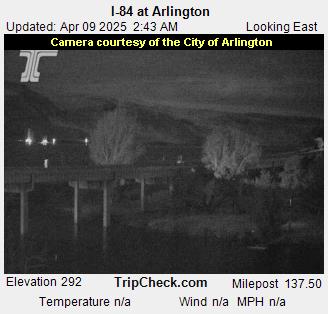 I-84 at Arlington
Updated: Apr 09 2025 2:43 AM Looking East
Camera courtesy of the City of Arlington
Elevation 292 TripCheck.com Milepost 137.50
Temperature n/a Wind n/a MPH n/a